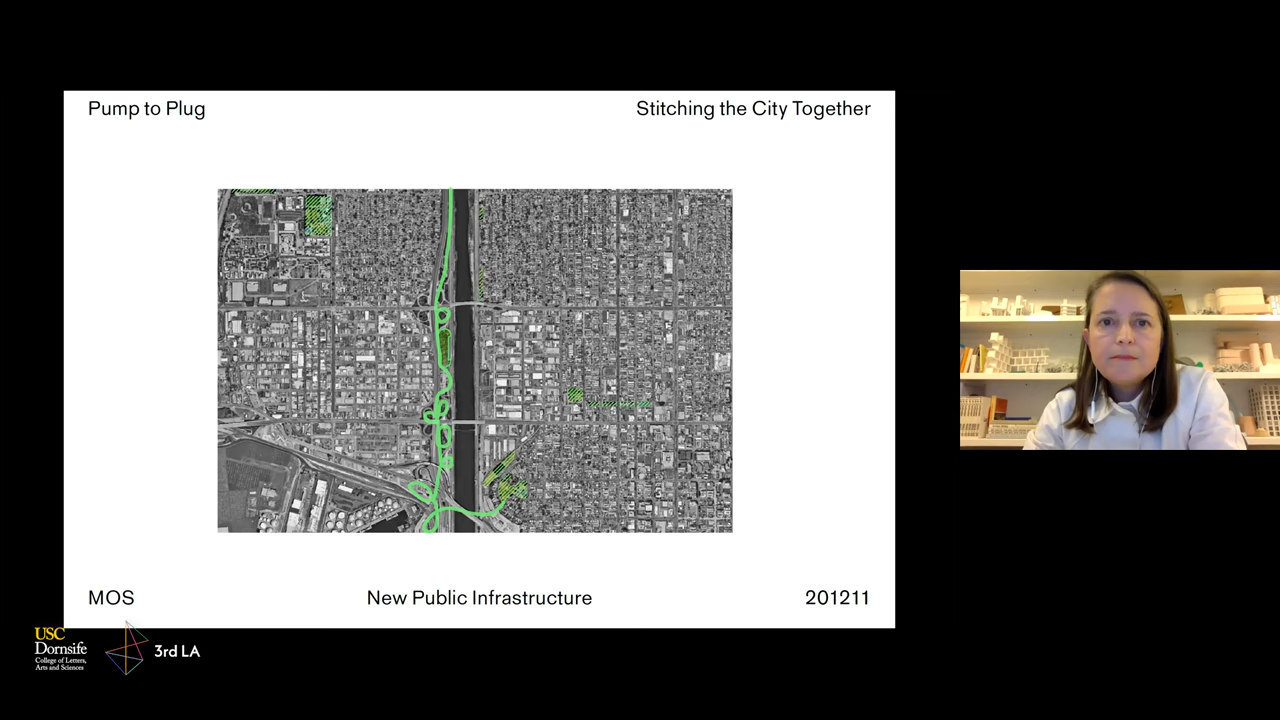 Pump to Plug
Stitching the City Together
MOS
New Public Infrastructure
201211
USC
Dornsife
College of Letters,
Arts and Sciences
3rd LA